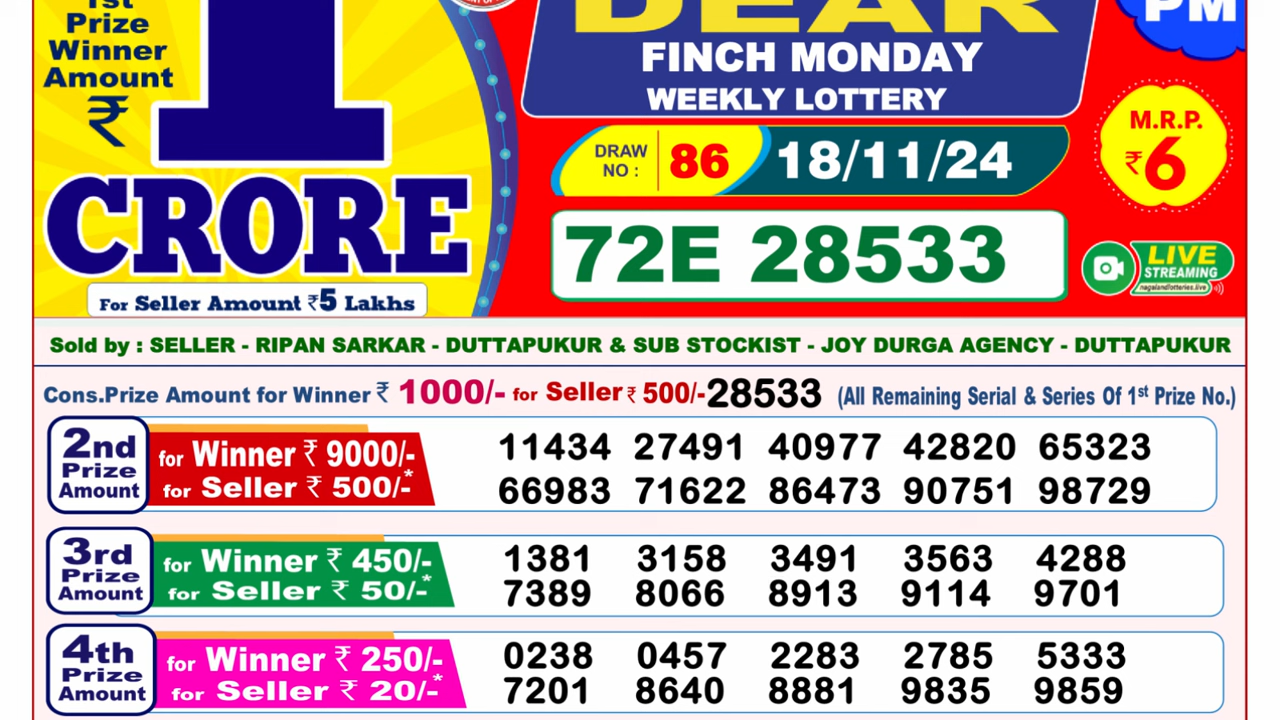 1st
Prize
Winner
Amount
₹
1
CRORE
For Seller Amount ₹5 Lakhs
DEAR
FINCH MONDAY
WEEKLY LOTTERY
PM
DRAW NO : 86 18/11/24
M.R.P.
₹6
72E 28533
LIVE
STREAMING
nagalandlotteries.live
Sold by : SELLER - RIPAN SARKAR - DUTTAPUKUR & SUB STOCKIST - JOY DURGA AGENCY - DUTTAPUKUR
Cons.Prize Amount for Winner ₹ 1000/- for Seller ₹ 500/- 28533 (All Remaining Serial & Series Of 1st Prize No.)
2nd
Prize
Amount
for Winner ₹ 9000/-
for Seller ₹ 500/-*
11434 27491 40977 42820 65323
66983 71622 86473 90751 98729
3rd
Prize
Amount
for Winner ₹ 450/-
for Seller ₹ 50/-*
1381 3158 3491 3563 4288
7389 8066 8913 9114 9701
4th
Prize
Amount
for Winner ₹ 250/-
for Seller ₹ 20/-*
0238 0457 2283 2785 5333
7201 8640 8881 9835 9859